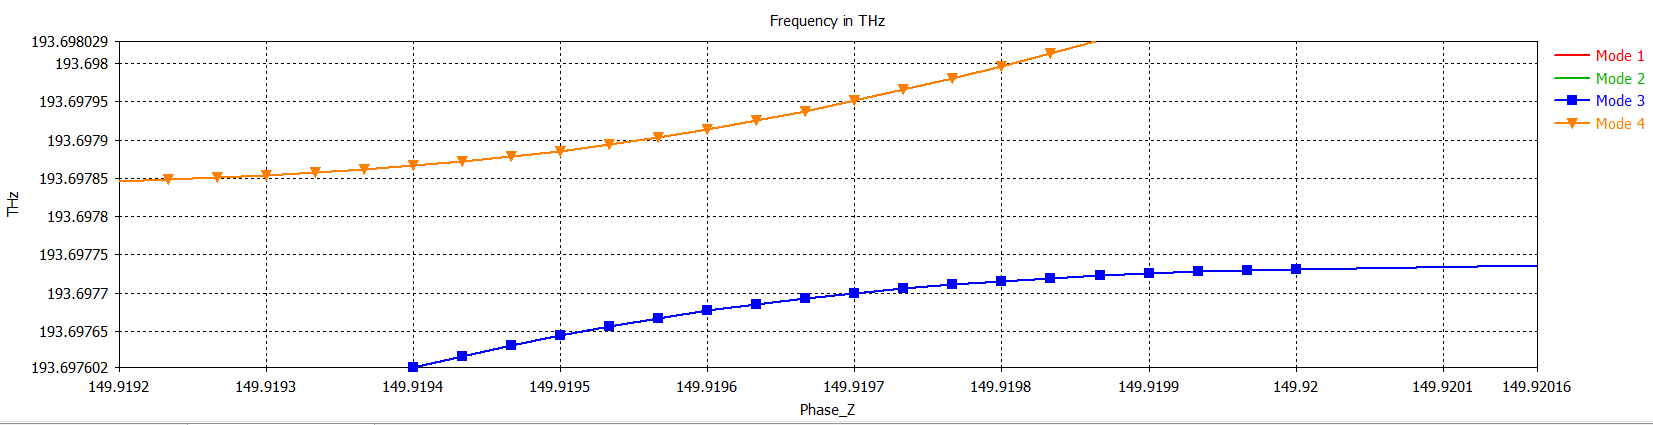 Frequency in THz
193.698029
193.698
193.69795
193.6979
193.69785
193.6978
193.69775
193.6977
193.69765
193.697602
THz
149.9192 149.9193 149.9194 149.9195 149.9196 149.9197 149.9198 149.9199 149.92 149.9201 149.92016
Phase_Z
Mode 1
Mode 2
Mode 3
Mode 4